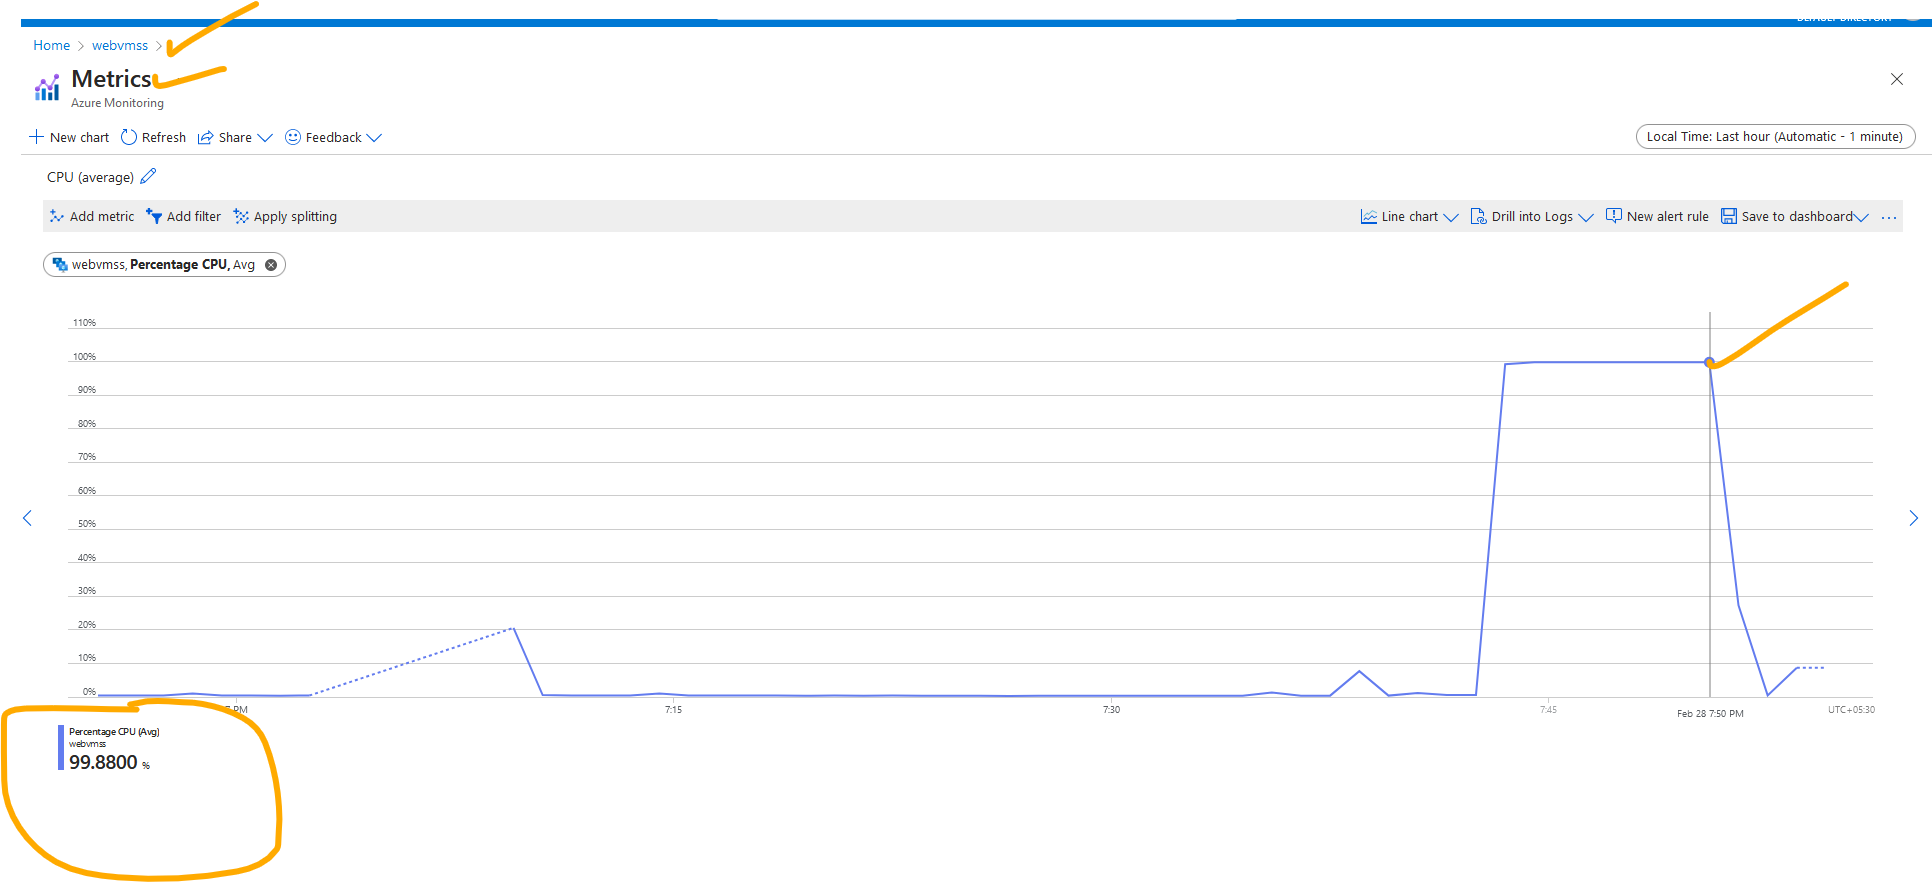 DEFAULT DIRECTORY
Home > webvmss >
Metrics
Azure Monitoring
New chart Refresh Share Feedback
Local Time: Last hour (Automatic - 1 minute)
CPU (average)
Add metric Add filter Apply splitting Line chart Drill into Logs New alert rule Save to dashboard ...
webvmss, Percentage CPU, Avg
110%
100%
90%
80%
70%
60%
50%
40%
30%
20%
10%
0%
PM 7:15 7:30 7:45 Feb 28 7:50 PM UTC+05:30
Percentage CPU (Avg)
webvmss
99.8800 %